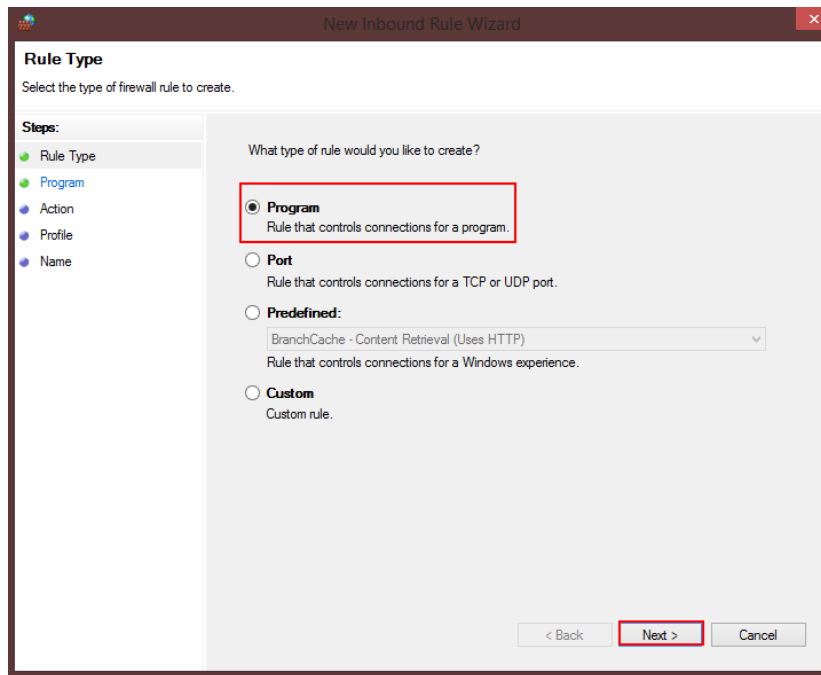 New Inbound Rule Wizard
Rule Type
Select the type of firewall rule to create.
Steps:
Rule Type
Program
Action
Profile
Name
What type of rule would you like to create?
Program
Rule that controls connections for a program.
Port
Rule that controls connections for a TCP or UDP port.
Predefined:
BranchCache - Content Retrieval (Uses HTTP)
Rule that controls connections for a Windows experience.
Custom
Custom rule.
< Back Next > Cancel